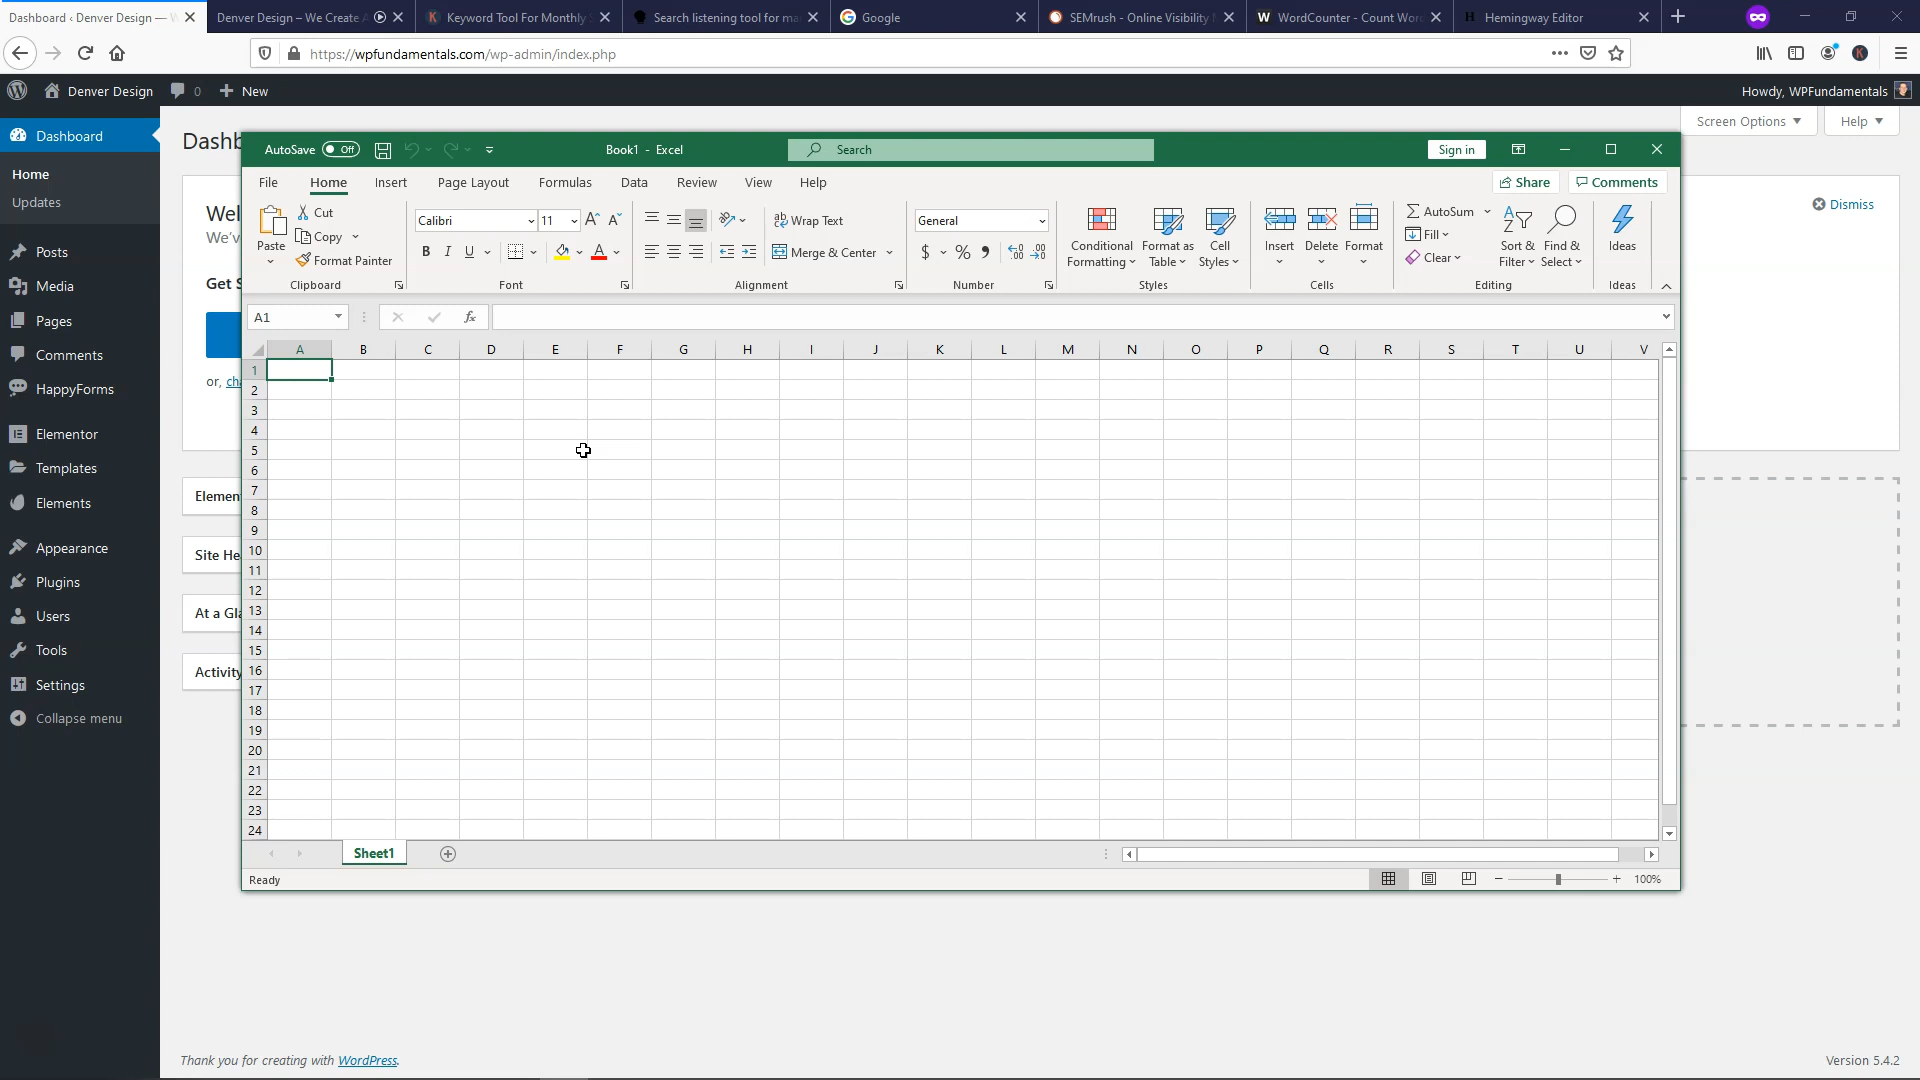 Dashboard ‹ Denver Design — W
Denver Design – We Create A
Keyword Tool For Monthly S
Search listening tool for ma
Google
SEMrush - Online Visibility M
WordCounter - Count Wor
Hemingway Editor
https://wpfundamentals.com/wp-admin/index.php
Denver Design
0
New
Howdy, WPFundamentals
Dashboard
Home
Updates
Posts
Media
Pages
Comments
HappyForms
Elementor
Templates
Elements
Appearance
Plugins
Users
Tools
Settings
Collapse menu
Dashb
Screen Options
Help
Wel
We've
Get S
or, cha
Dismiss
Elemen
Site He
At a Gla
Activity
AutoSave Off
Book1 - Excel
Search
Sign in
File Home Insert Page Layout Formulas Data Review View Help
Share
Comments
Paste
Cut
Copy
Format Painter
Clipboard
Calibri
11
B I U
Font
Wrap Text
Merge & Center
Alignment
General
$ % ,
Number
Conditional Formatting
Format as Table
Cell Styles
Styles
Insert
Delete
Format
Cells
AutoSum
Fill
Clear
Sort & Filter
Find & Select
Editing
Ideas
Ideas
A1
fx
A B C D E F G H I J K L M N O P Q R S T U V
1
2
3
4
5
6
7
8
9
10
11
12
13
14
15
16
17
18
19
20
21
22
23
24
Sheet1
Ready
100%
Thank you for creating with WordPress.
Version 5.4.2